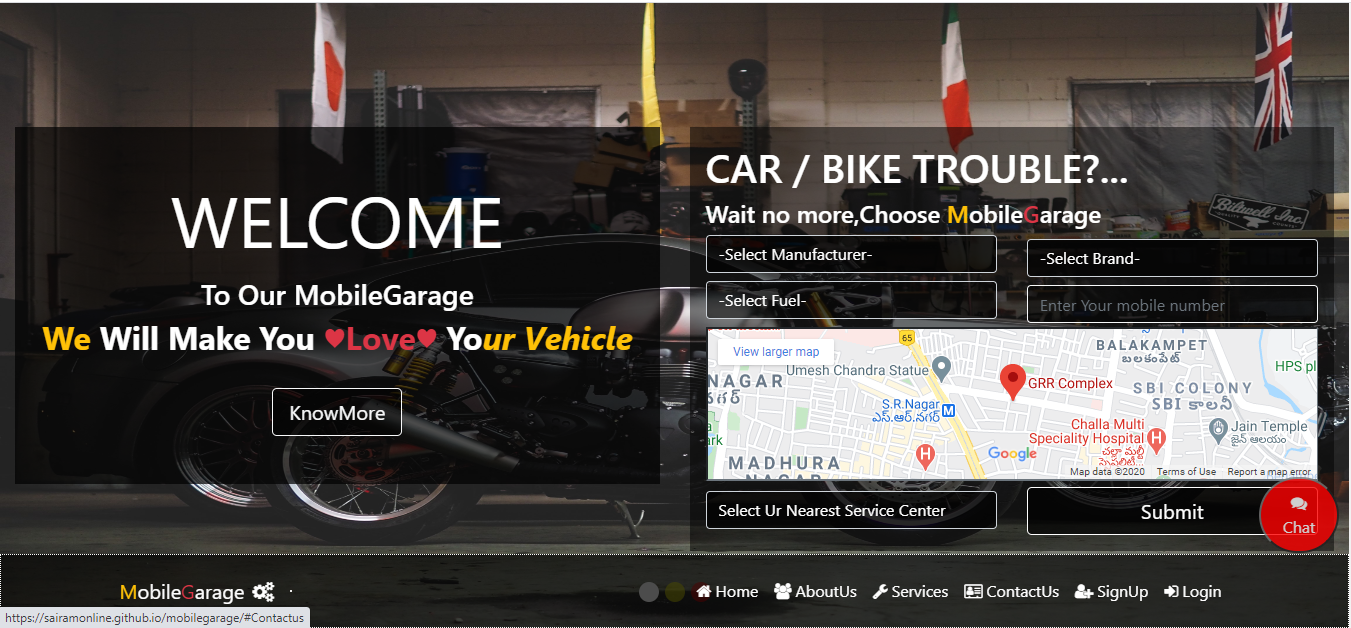 WELCOME
To Our MobileGarage
We Will Make You ♥Love♥ Your Vehicle
KnowMore
CAR / BIKE TROUBLE?...
Wait no more,Choose MobileGarage
-Select Manufacturer-
-Select Brand-
-Select Fuel-
Enter Your mobile number
View larger map
65
BALAKAMPET
బలకంపేట్
HPS pl
Umesh Chandra Statue
NAGAR
GRR Complex
SBI COLONY
SBI కాలనీ
S.R.Nagar
ఎస్.ఆర్.నగర్
M
Challa Multi
Speciality Hospital
H
చల్లా మల్టీ
Jain Temple
జైన్ ఆలయం
ark
Google
H
MADHURA
NAGAR
Map data ©2020 Terms of Use Report a map error
Select Ur Nearest Service Center
Submit
Chat
Biltwell Inc.
MobileGarage
Home AboutUs Services ContactUs SignUp Login
https://sairamonline.github.io/mobilegarage/#Contactus